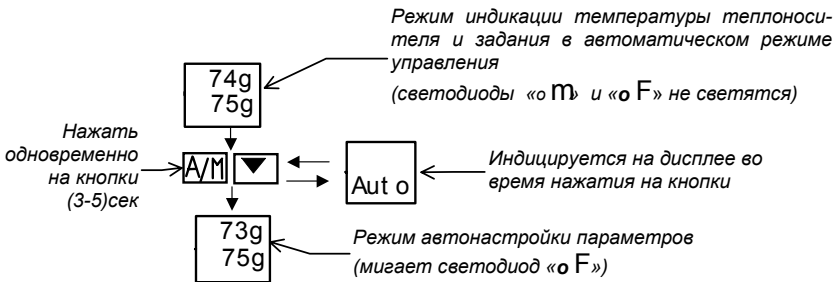 Режим индикации температуры теплоноси-
теля и задания в автоматическом режиме
управления
(светодиоды «о m» и «о F» не светятся)
74g
75g
Нажать
одновременно
на кнопки
(3-5)сек
A/M
Aut o
Индицируется на дисплее во
время нажатия на кнопки
73g
75g
Режим автонастройки параметров
(мигает светодиод «о F»)